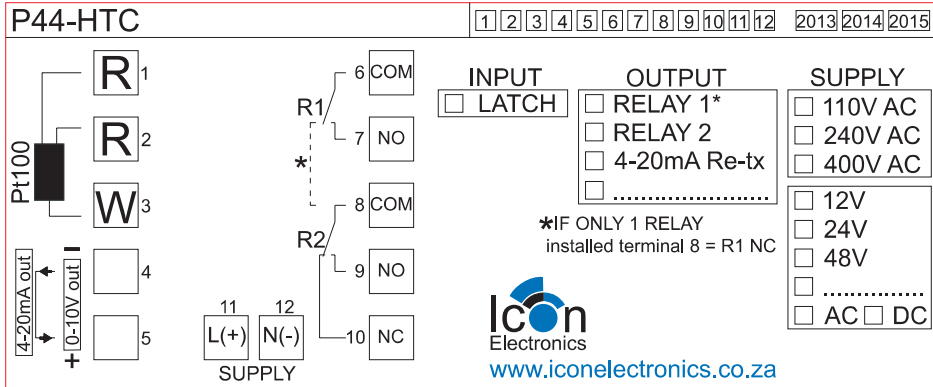 P44-HTC
1 2 3 4 5 6 7 8 9 10 11 12 2013 2014 2015
R 1
R 2
W 3
Pt100
4
5
4-20mA out
+ 0-10V out -
R1
*
R2
6 COM
7 NO
8 COM
9 NO
10 NC
11 12
L(+) N(-)
SUPPLY
INPUT
LATCH
OUTPUT
RELAY 1*
RELAY 2
4-20mA Re-tx
.......................
*IF ONLY 1 RELAY
installed terminal 8 = R1 NC
SUPPLY
110V AC
240V AC
400V AC
12V
24V
48V
...............
AC DC
Icon
Electronics
www.iconelectronics.co.za